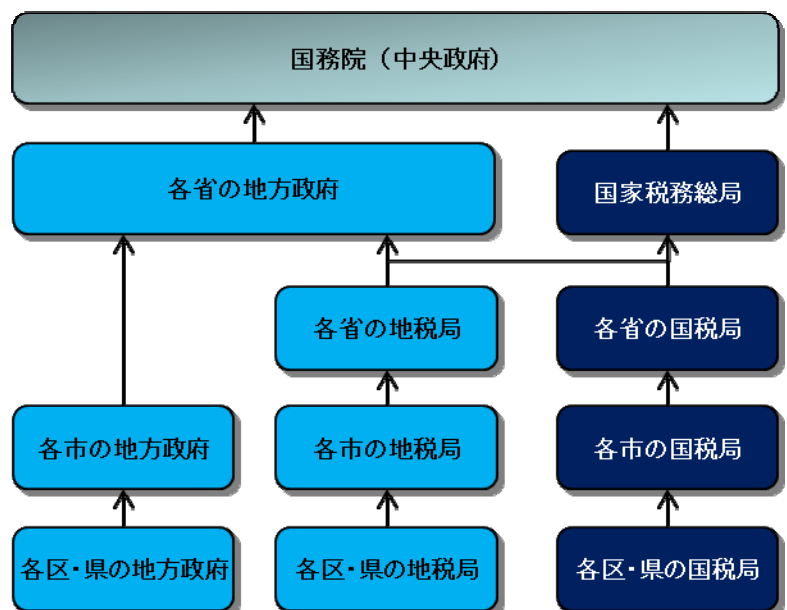 国務院（中央政府）
各省の地方政府
国家税務総局
各省の地税局
各省の国税局
各市の地方政府
各市の地税局
各市の国税局
各区・県の地方政府
各区・県の地税局
各区・県の国税局